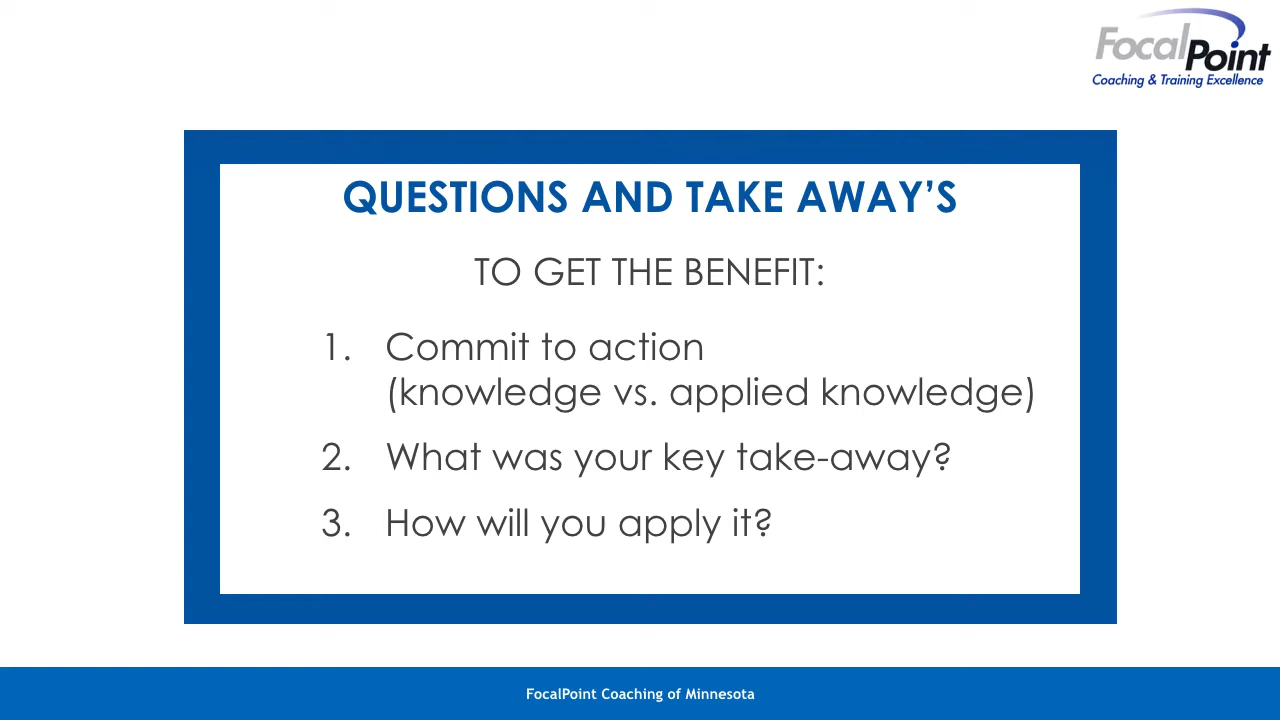 FocalPoint
Coaching & Training Excellence
QUESTIONS AND TAKE AWAY’S
TO GET THE BENEFIT:
1. Commit to action
(knowledge vs. applied knowledge)
2. What was your key take-away?
3. How will you apply it?
FocalPoint Coaching of Minnesota